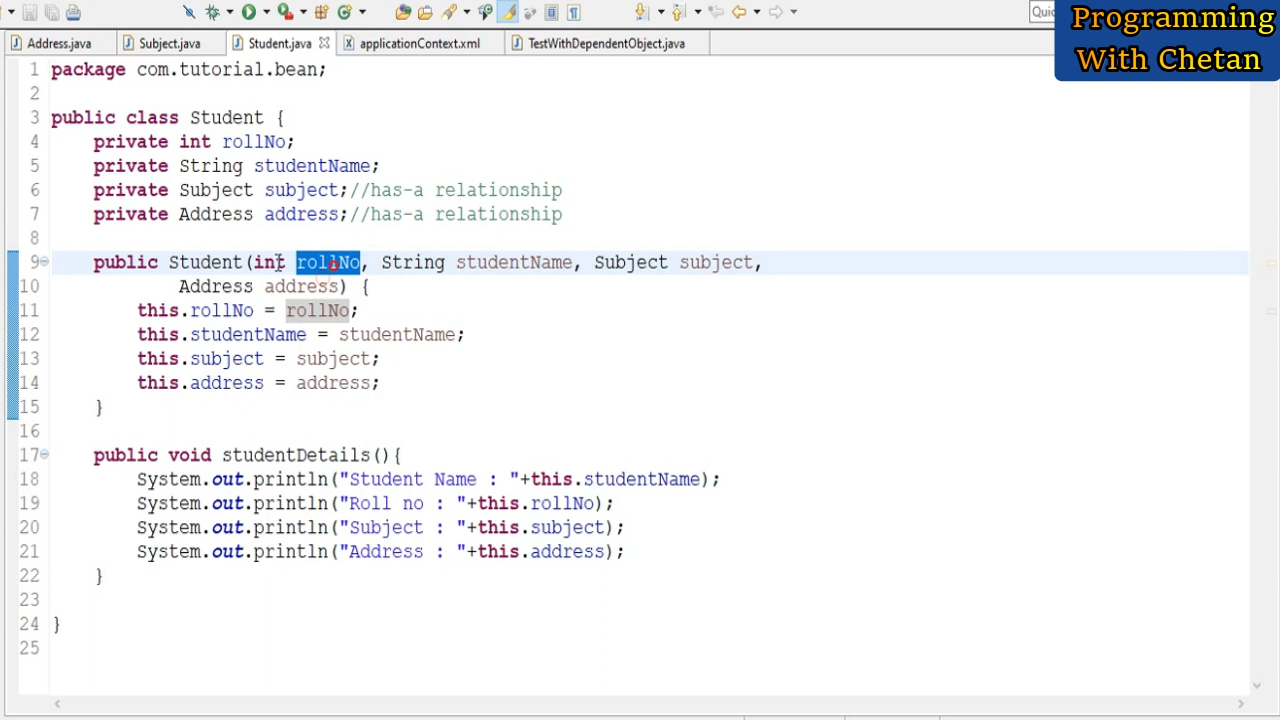 Quic
Programming
With Chetan
Address.java Subject.java Student.java applicationContext.xml TestWithDependentObject.java
1 package com.tutorial.bean;
2
3 public class Student {
4 private int rollNo;
5 private String studentName;
6 private Subject subject;//has-a relationship
7 private Address address;//has-a relationship
8
9 public Student(int rollNo, String studentName, Subject subject,
10 Address address) {
11 this.rollNo = rollNo;
12 this.studentName = studentName;
13 this.subject = subject;
14 this.address = address;
15 }
16
17 public void studentDetails(){
18 System.out.println("Student Name : "+this.studentName);
19 System.out.println("Roll no : "+this.rollNo);
20 System.out.println("Subject : "+this.subject);
21 System.out.println("Address : "+this.address);
22 }
23
24 }
25